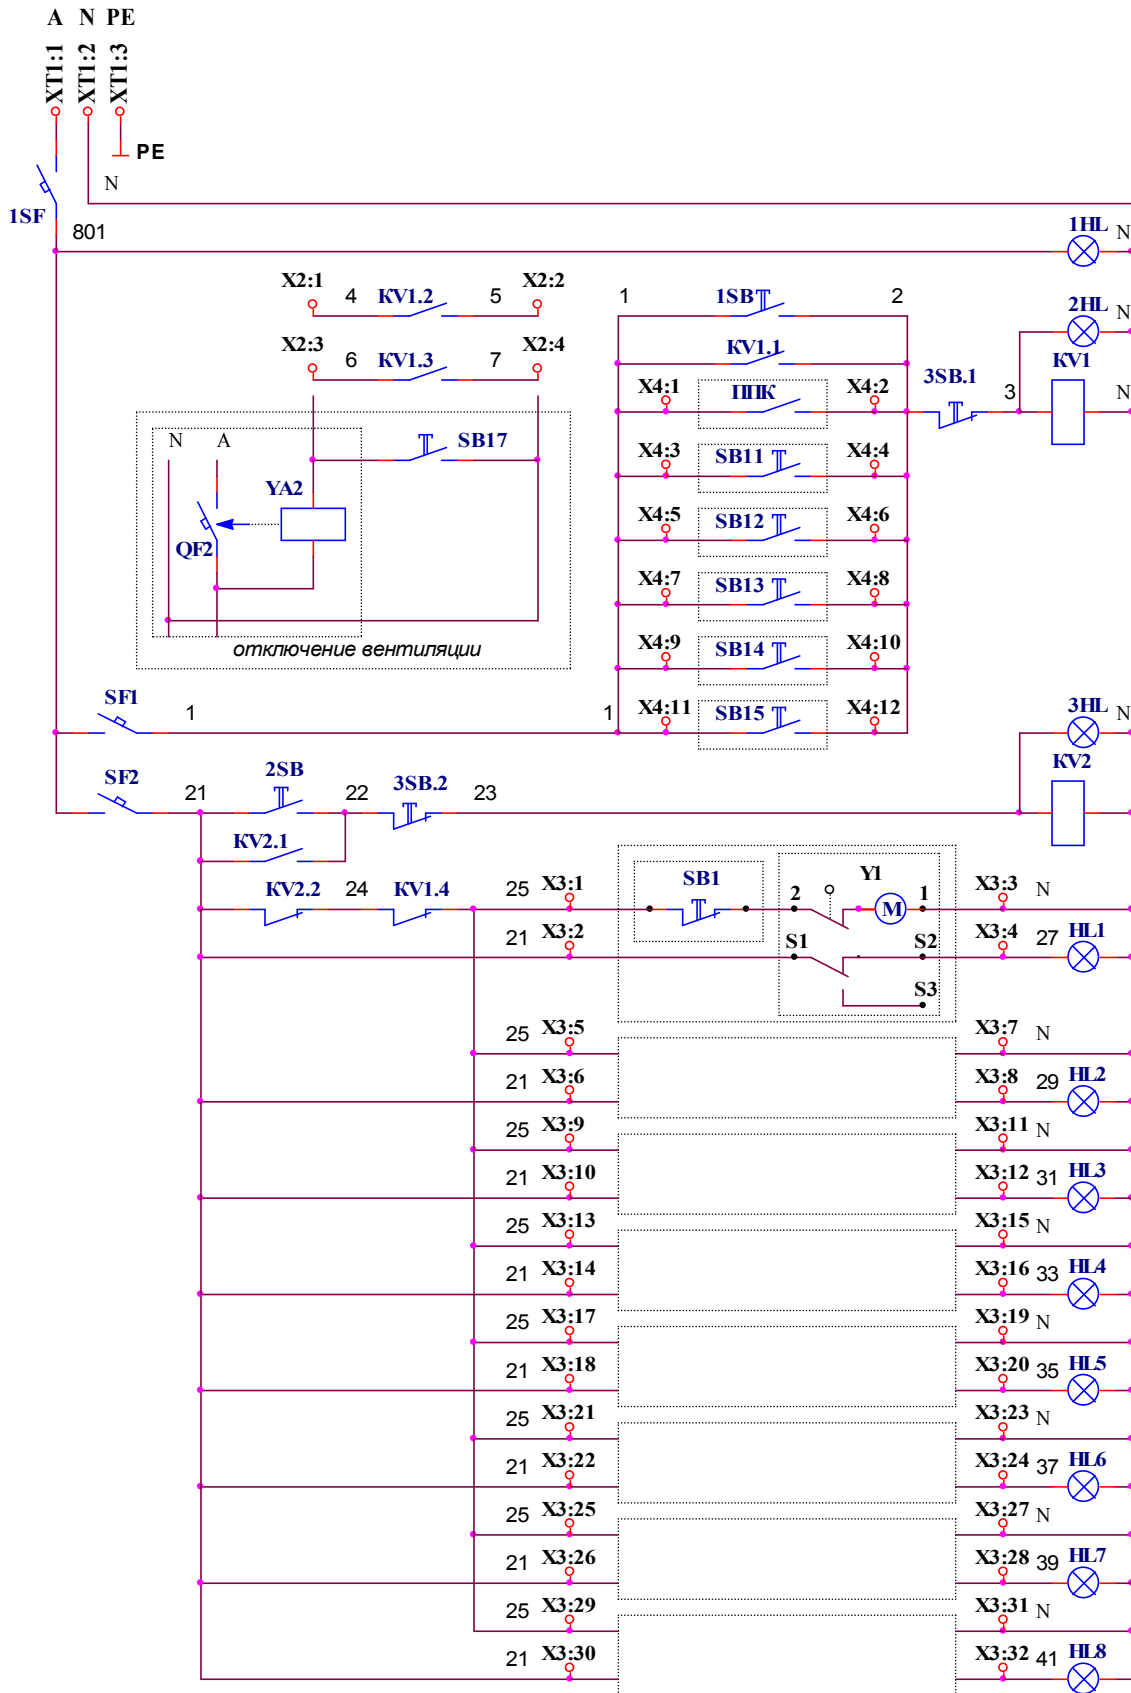 A N PE
XT1:1 XT1:2 XT1:3
PE
N
1SF
801
1HL N
X2:1 4 KV1.2 5 X2:2
1 1SB 2
2HL N
X2:3 6 KV1.3 7 X2:4
KV1.1
3SB.1 3 KV1 N
X4:1 ППК X4:2
N A
SB17
X4:3 SB11 X4:4
YA2
QF2
X4:5 SB12 X4:6
X4:7 SB13 X4:8
отключение вентиляции
X4:9 SB14 X4:10
SF1 1
1 X4:11 SB15 X4:12
3HL N
SF2 21 2SB 22 3SB.2 23
KV2
KV2.1
KV2.2 24 KV1.4
25 X3:1 SB1 2 Y1 M 1 X3:3 N
21 X3:2 S1 S2 X3:4 27 HL1
S3
25 X3:5 X3:7 N
21 X3:6 X3:8 29 HL2
25 X3:9 X3:11 N
21 X3:10 X3:12 31 HL3
25 X3:13 X3:15 N
21 X3:14 X3:16 33 HL4
25 X3:17 X3:19 N
21 X3:18 X3:20 35 HL5
25 X3:21 X3:23 N
21 X3:22 X3:24 37 HL6
25 X3:25 X3:27 N
21 X3:26 X3:28 39 HL7
25 X3:29 X3:31 N
21 X3:30 X3:32 41 HL8